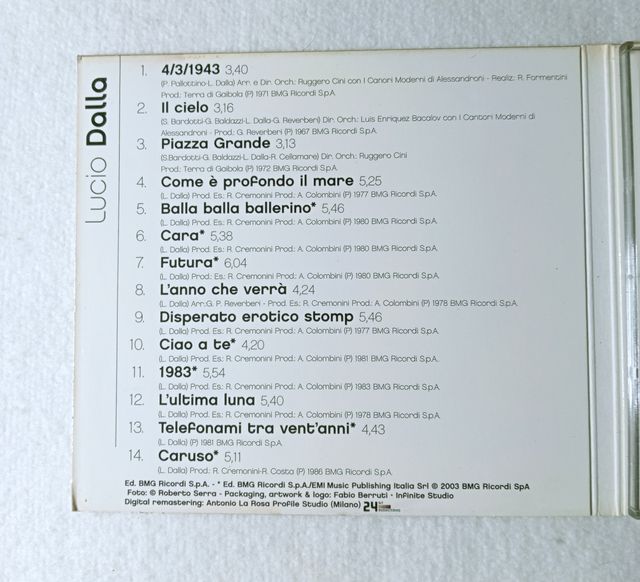 Lucio Dalla
1. 4/3/1943 3,40
(P. Pallottino-L. Dalla) Arr. e Dir. Orch.: Ruggero Cini con I Canori Moderni di Alessandroni - Realiz.: R. Formentini
Prod.: Terra di Gaibola (P) 1971 BMG Ricordi S.p.A.
2. Il cielo 3,16
(S. Bardotti-G. Baldazzi-L. Dalla-G. Reverberi) Dir. Orch.: Luis Enriquez Bacalov con I Cantori Moderni di
Alessandroni - Prod.: G. Reverberi (P) 1967 BMG Ricordi S.p.A.
3. Piazza Grande 3,13
(S.Bardotti-G. Baldazzi-L. Dalla-R. Cellamare) Dir. Orch.: Ruggero Cini
Prod.: Terra di Gaibola (P) 1972 BMG Ricordi S.p.A.
4. Come è profondo il mare 5,25
(L. Dalla) Prod. Es.: R. Cremonini Prod.: A. Colombini (P) 1977 BMG Ricordi S.p.A.
5. Balla balla ballerino* 5,46
(L. Dalla) Prod. Es.: R. Cremonini Prod.: A. Colombini (P) 1980 BMG Ricordi S.p.A.
6. Cara* 5,38
(L. Dalla) Prod. Es.: R. Cremonini Prod.: A. Colombini (P) 1980 BMG Ricordi S.p.A.
7. Futura* 6,04
(L. Dalla) Prod. Es.: R. Cremonini Prod.: A. Colombini (P) 1980 BMG Ricordi S.p.A.
8. L'anno che verrà 4,24
(L. Dalla) Arr.:G. P. Reverberi - Prod. Es.: R. Cremonini Prod.: A. Colombini (P) 1978 BMG Ricordi S.p.A.
9. Disperato erotico stomp 5,46
(L. Dalla) Prod. Es.: R. Cremonini Prod.: A. Colombini (P) 1977 BMG Ricordi S.p.A.
10. Ciao a te* 4,20
(L. Dalla) Prod. Es.: R. Cremonini Prod.: A. Colombini (P) 1981 BMG Ricordi S.p.A.
11. 1983* 5,54
(L. Dalla) Prod. Es.: R. Cremonini Prod.: A. Colombini (P) 1983 BMG Ricordi S.p.A.
12. L'ultima luna 5,40
(L. Dalla) Prod. Es.: R. Cremonini Prod.: A. Colombini (P) 1978 BMG Ricordi S.p.A.
13. Telefonami tra vent'anni* 4,43
(L. Dalla) (P) 1981 BMG Ricordi S.p.A.
14. Caruso* 5,11
(L. Dalla) Prod.: R. Cremonini-R. Costa (P) 1986 BMG Ricordi S.p.A.
Ed. BMG Ricordi S.p.A. - * Ed. BMG Ricordi S.p.A./EMI Music Publishing Italia Srl © 2003 BMG Ricordi SpA
Foto: © Roberto Serra - Packaging, artwork & logo: Fabio Berruti - Infinite Studio
Digital remastering: Antonio La Rosa Profile Studio (Milano) 24